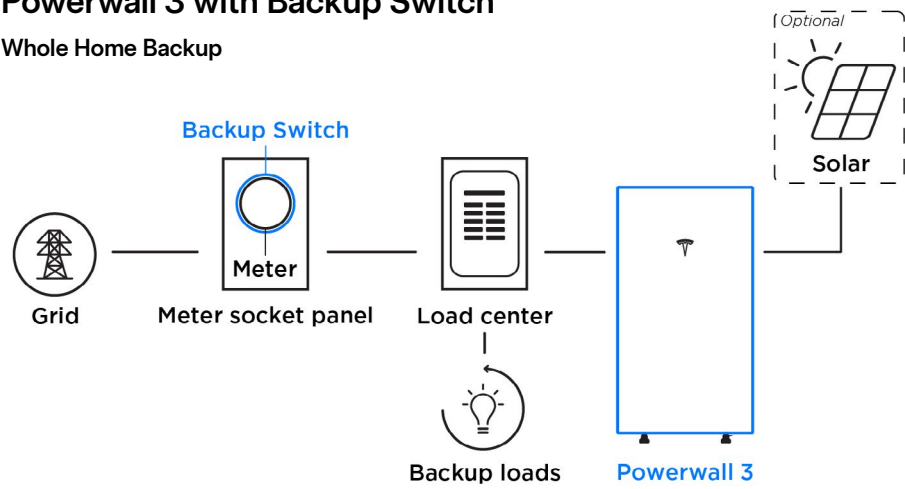 Powerwall 3 with Backup Switch
Whole Home Backup
Optional
Backup Switch
Solar
Meter
Grid
Meter socket panel
Load center
Backup loads
Powerwall 3